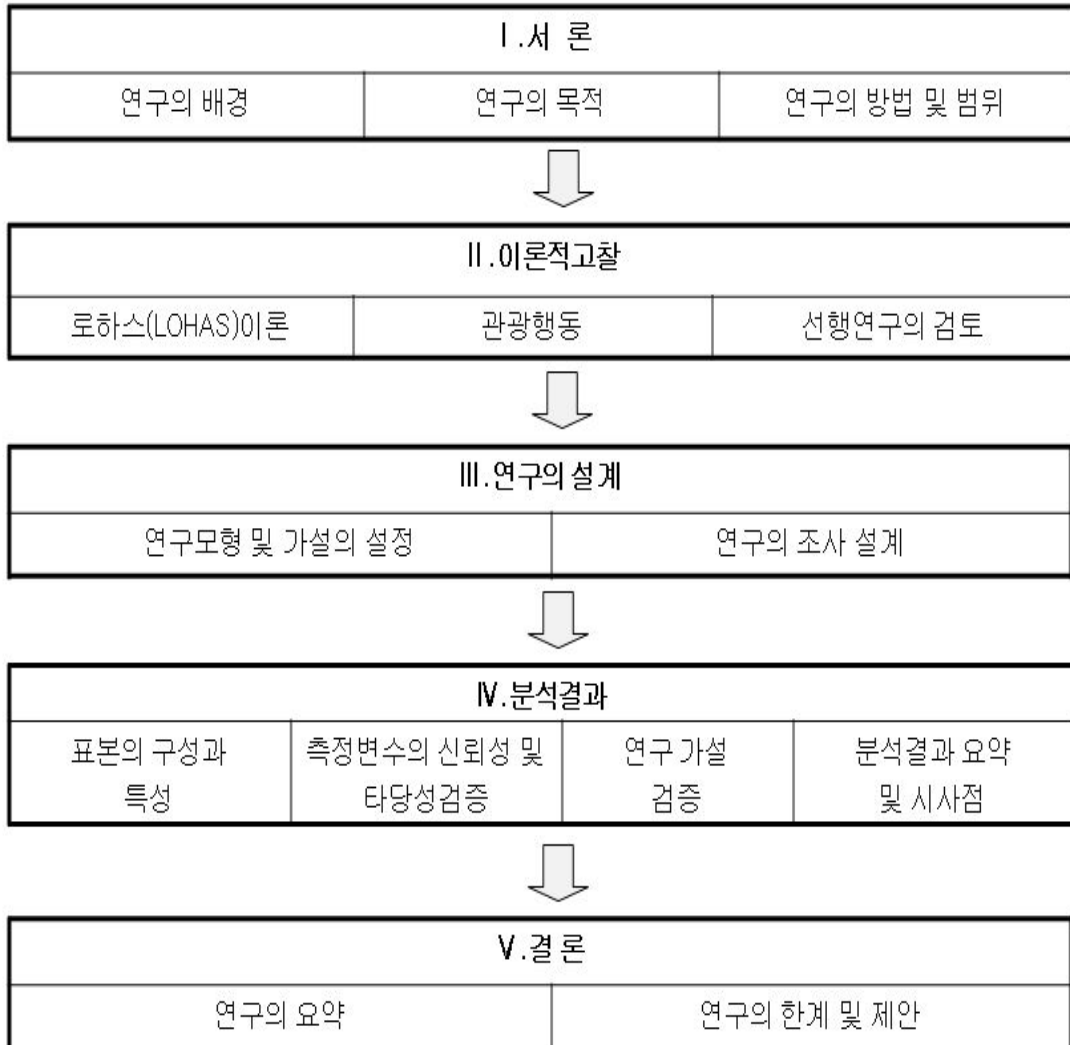 Ⅰ.서 론
연구의 배경 연구의 목적 연구의 방법 및 범위
Ⅱ.이론적고찰
로하스(LOHAS)이론 관광행동 선행연구의 검토
Ⅲ.연구의 설계
연구모형 및 가설의 설정 연구의 조사 설계
Ⅳ.분석결과
표본의 구성과
특성
측정변수의 신뢰성 및
타당성검증
연구 가설
검증
분석결과 요약
및 시사점
Ⅴ.결 론
연구의 요약 연구의 한계 및 제안